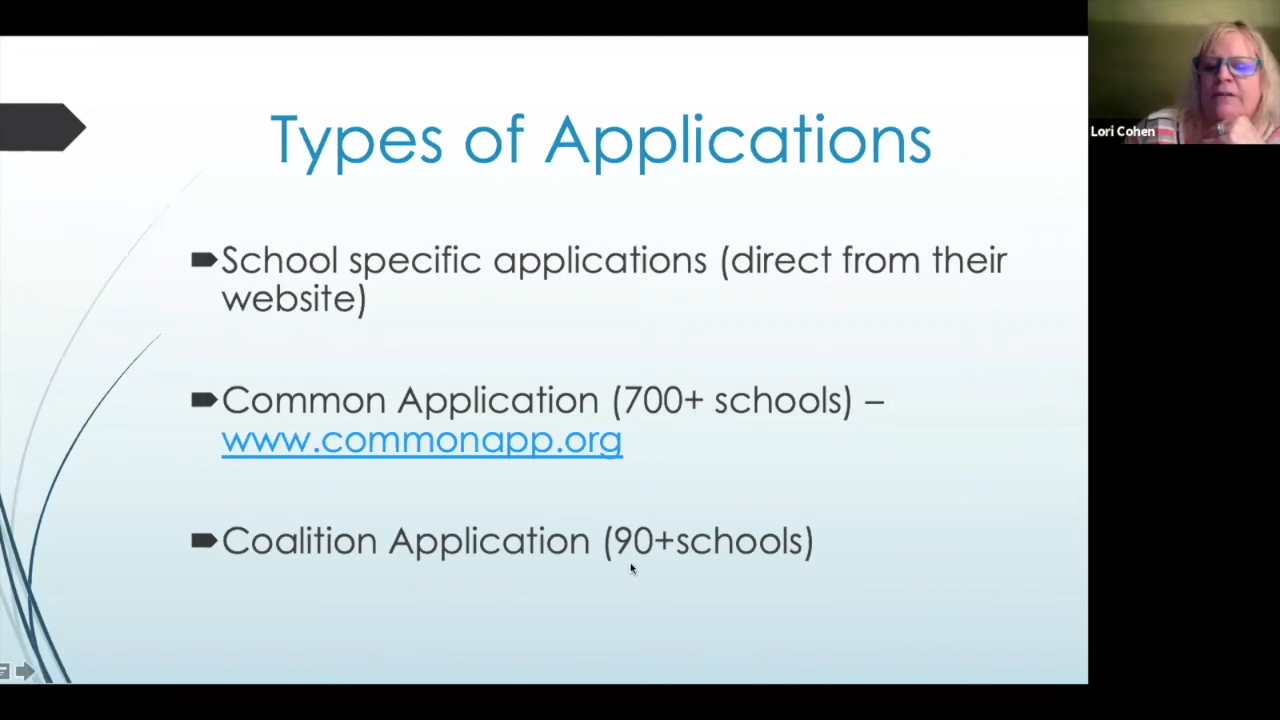 Types of Applications
School specific applications (direct from their
website)
Common Application (700+ schools) –
www.commonapp.org
Coalition Application (90+schools)
Lori Cohen